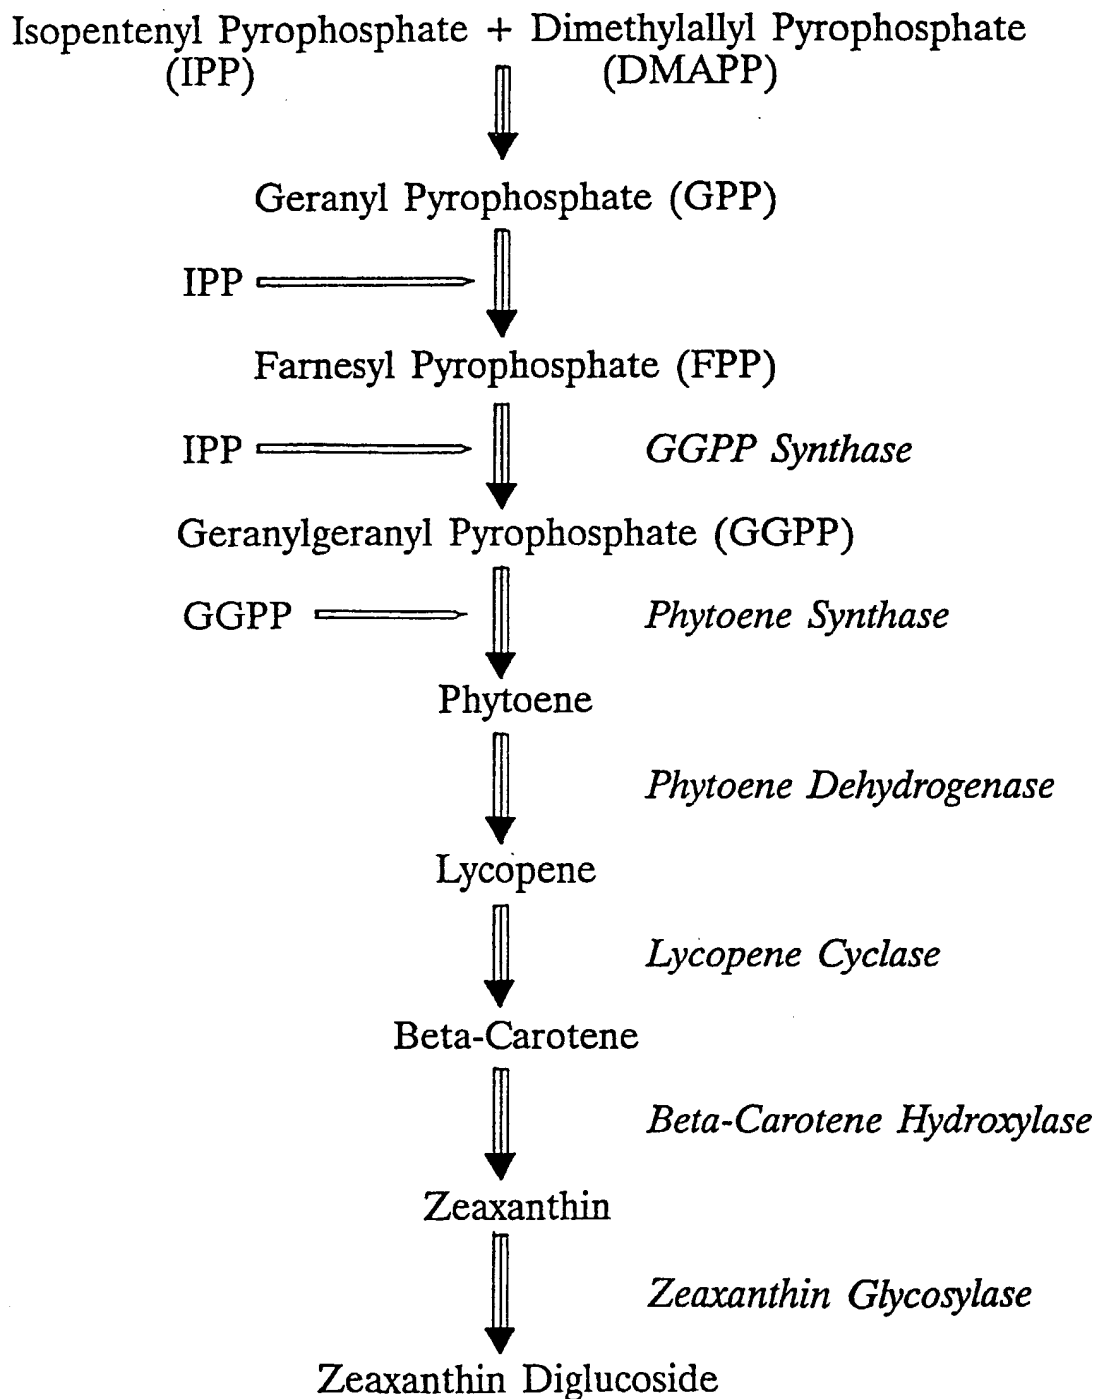 Isopentenyl Pyrophosphate + Dimethylallyl Pyrophosphate
(IPP) (DMAPP)
Geranyl Pyrophosphate (GPP)
IPP
Farnesyl Pyrophosphate (FPP)
IPP GGPP Synthase
Geranylgeranyl Pyrophosphate (GGPP)
GGPP Phytoene Synthase
Phytoene
Phytoene Dehydrogenase
Lycopene
Lycopene Cyclase
Beta-Carotene
Beta-Carotene Hydroxylase
Zeaxanthin
Zeaxanthin Glycosylase
Zeaxanthin Diglucoside